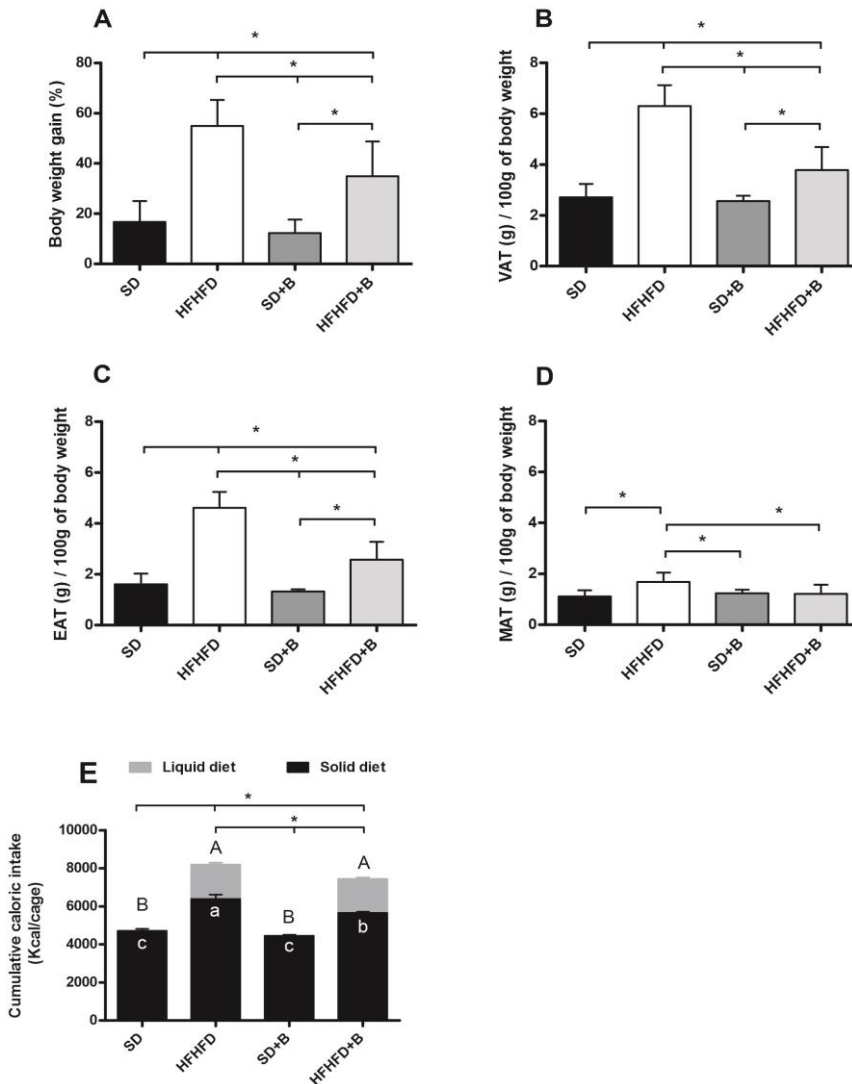 A
*
*
*
Body weight gain (%)
80
60
40
20
0
SD
HFHFD
SD+B
HFHFD+B
B
*
*
*
VAT (g) / 100g of body weight
8
6
4
2
0
SD
HFHFD
SD+B
HFHFD+B
C
*
*
*
EAT (g) / 100g of body weight
8
6
4
2
0
SD
HFHFD
SD+B
HFHFD+B
D
*
*
*
MAT (g) / 100g of body weight
8
6
4
2
0
SD
HFHFD
SD+B
HFHFD+B
E
Liquid diet
Solid diet
*
*
Cumulative caloric intake
(Kcal/cage)
10000
8000
6000
4000
2000
0
B
c
A
a
B
c
A
b
SD
HFHFD
SD+B
HFHFD+B